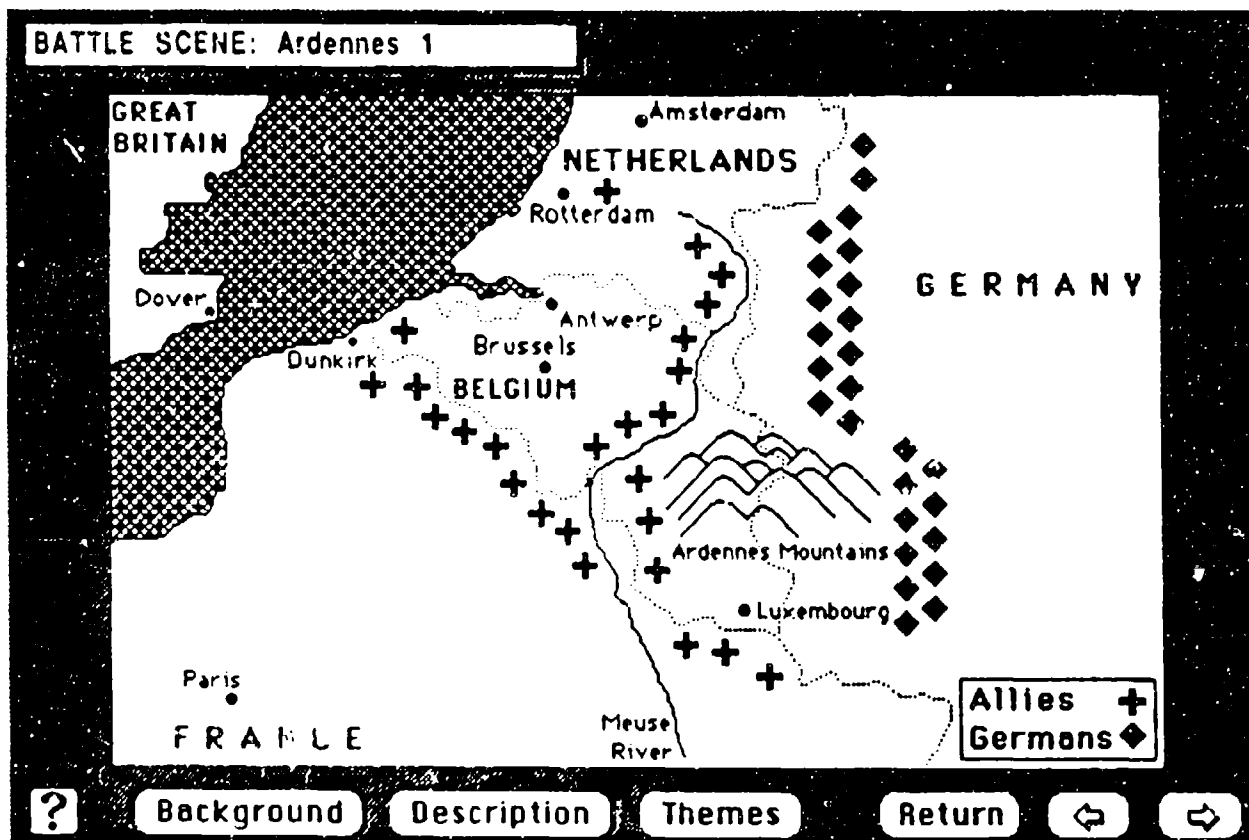 BATTLE SCENE: Ardennes 1
GREAT
BRITAIN
Amsterdam
NETHERLANDS
Rotterdam
GERMANY
Dover
Antwerp
Dunkirk
Brussels
BELGIUM
Ardennes Mountains
Luxembourg
Paris
FRANCE
Meuse
River
Allies
Germans
?
Background
Description
Themes
Return